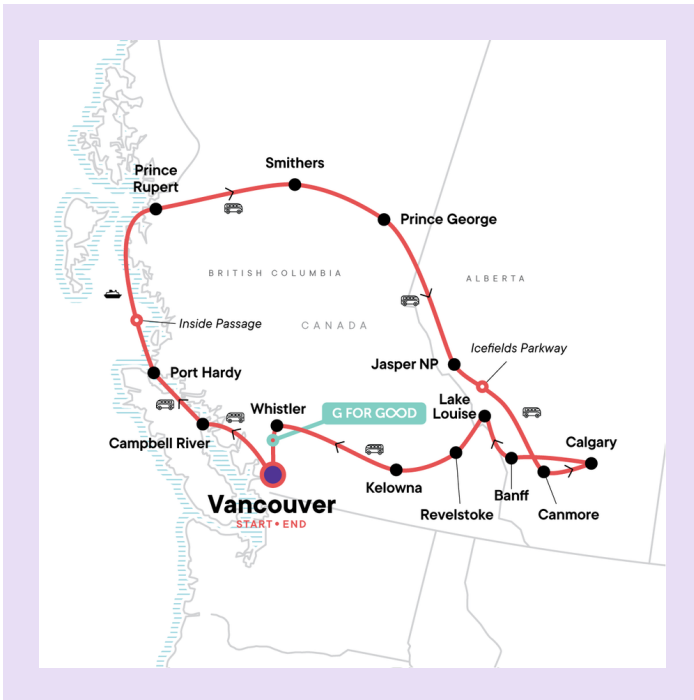 Smithers
Prince
Rupert
Prince George
BRITISH COLUMBIA
ALBERTA
Inside Passage
CANADA
Icefields Parkway
Jasper NP
Port Hardy
Lake
Louise
Whistler
G FOR GOOD
Campbell River
Calgary
Kelowna
Banff
Vancouver
Revelstoke
Canmore
START•END